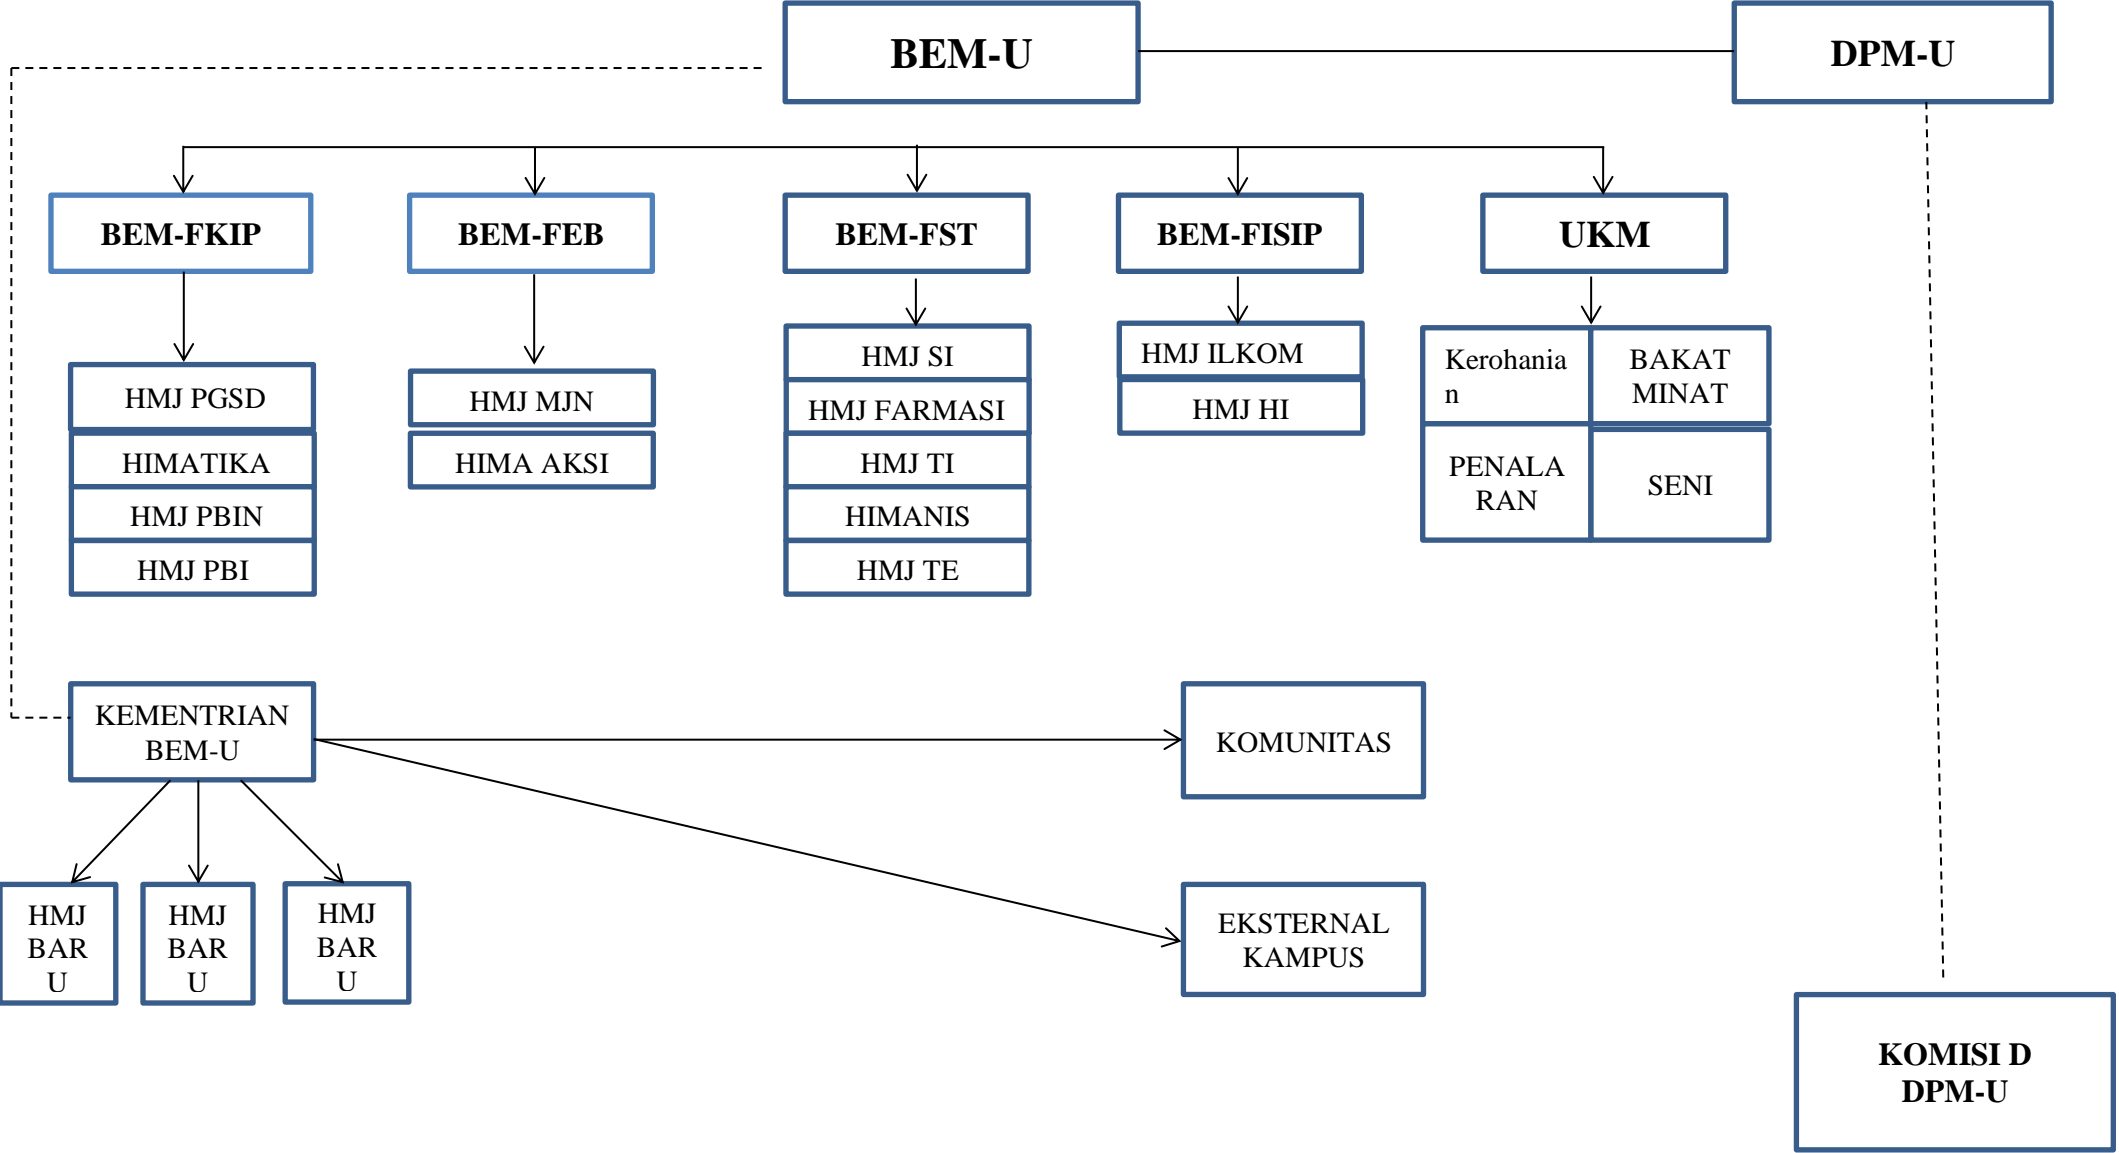 BEM-U
DPM-U
BEM-FKIP
BEM-FEB
BEM-FST
BEM-FISIP
UKM
HMJ PGSD
HIMATIKA
HMJ PBIN
HMJ PBI
HMJ MJN
HIMA AKSI
HMJ SI
HMJ FARMASI
HMJ TI
HIMANIS
HMJ TE
HMJ ILKOM
HMJ HI
Kerohania
n
BAKAT
MINAT
PENALA
RAN
SENI
KEMENTRIAN
BEM-U
KOMUNITAS
HMJ
BAR
U
HMJ
BAR
U
HMJ
BAR
U
EKSTERNAL
KAMPUS
KOMISI D
DPM-U